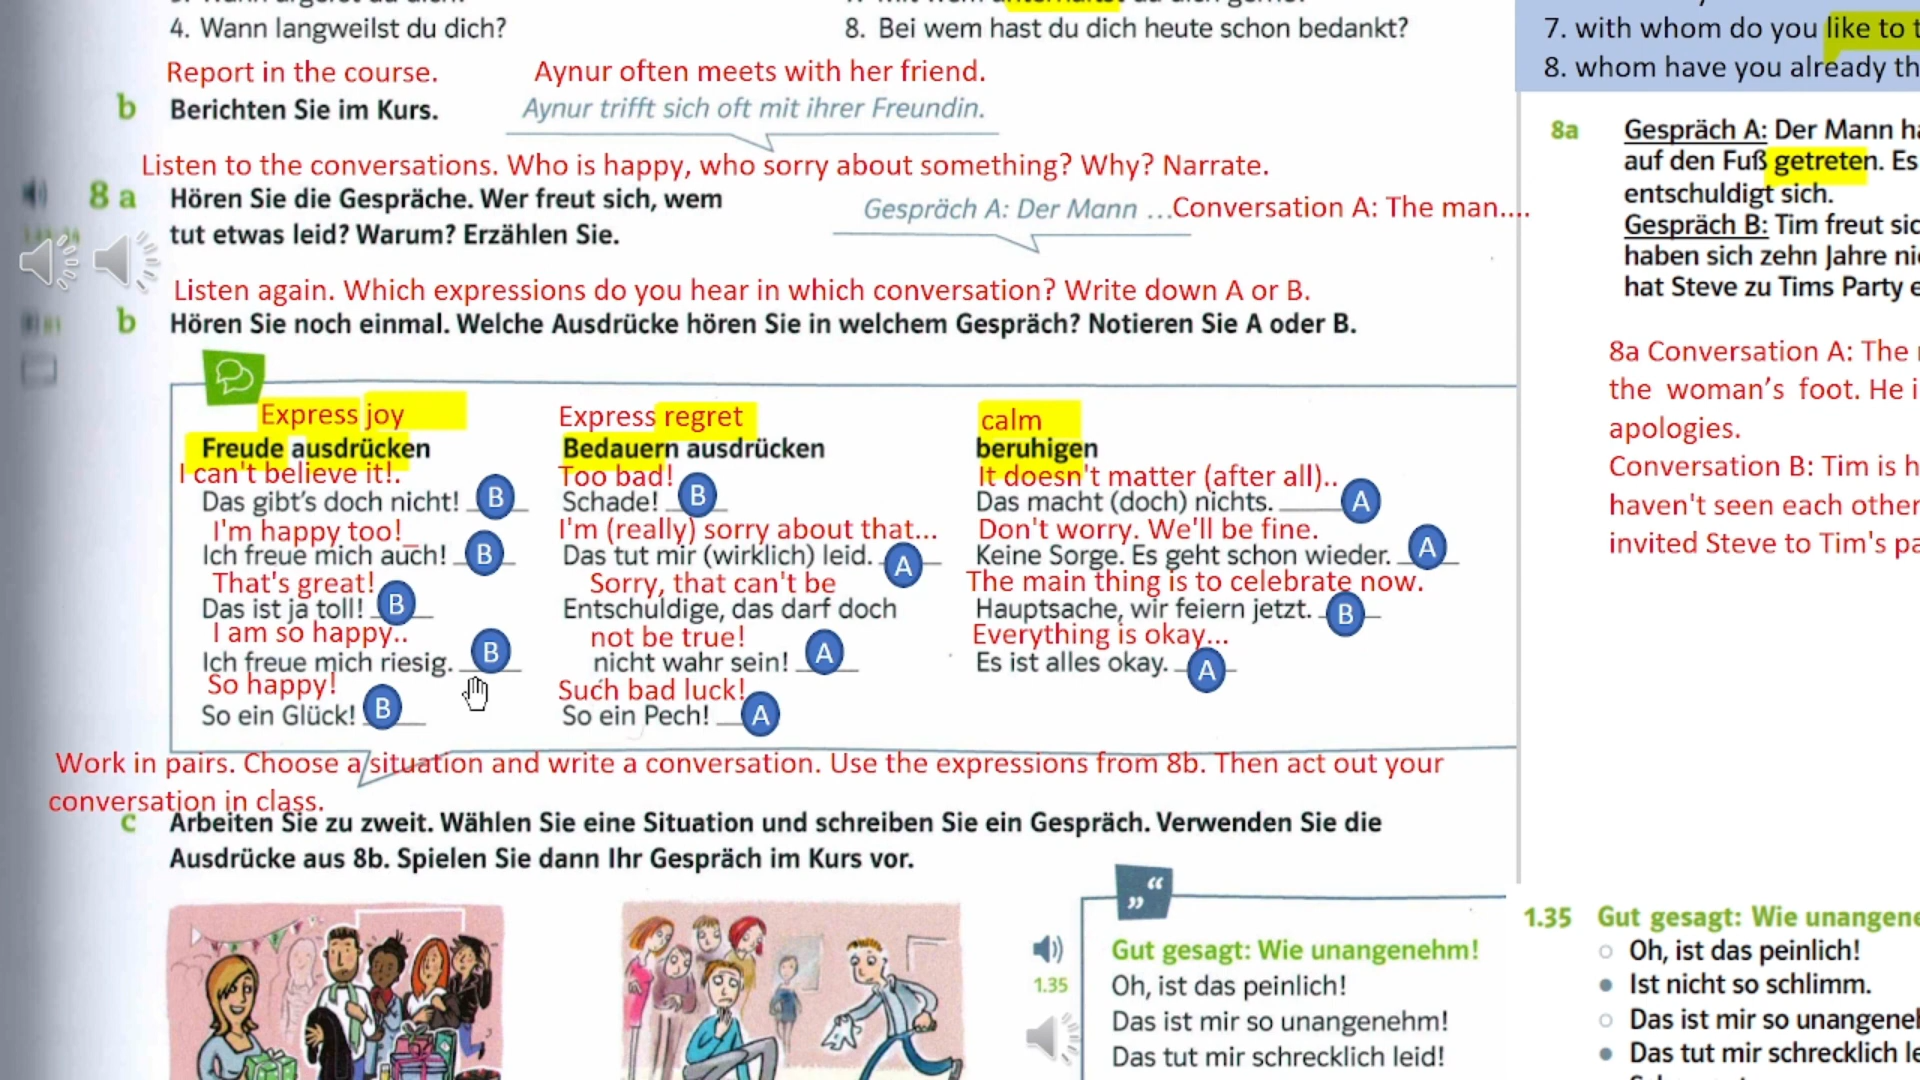 4. Wann langweilst du dich?
8. Bei wem hast du dich heute schon bedankt?
Report in the course.
Aynur often meets with her friend.
b Berichten Sie im Kurs.
Aynur trifft sich oft mit ihrer Freundin.
Listen to the conversations. Who is happy, who sorry about something? Why? Narrate.
8 a Hören Sie die Gespräche. Wer freut sich, wem
tut etwas leid? Warum? Erzählen Sie.
Gespräch A: Der Mann ...
Conversation A: The man....
Listen again. Which expressions do you hear in which conversation? Write down A or B.
b Hören Sie noch einmal. Welche Ausdrücke hören Sie in welchem Gespräch? Notieren Sie A oder B.
Express joy
Freude ausdrücken
I can't believe it!.
Das gibt's doch nicht! B
I'm happy too!
Ich freue mich auch! B
That's great!
Das ist ja toll! B
I am so happy..
Ich freue mich riesig. B
So happy!
So ein Glück! B
Express regret
Bedauern ausdrücken
Too bad!
Schade! B
I'm (really) sorry about that...
Das tut mir (wirklich) leid. A
Sorry, that can't be
Entschuldige, das darf doch
not be true!
nicht wahr sein! A
Such bad luck!
So ein Pech! A
calm
beruhigen
It doesn't matter (after all)..
Das macht (doch) nichts. A
Don't worry. We'll be fine.
Keine Sorge. Es geht schon wieder. A
The main thing is to celebrate now.
Hauptsache, wir feiern jetzt. B
Everything is okay...
Es ist alles okay. A
Work in pairs. Choose a situation and write a conversation. Use the expressions from 8b. Then act out your
conversation in class.
c Arbeiten Sie zu zweit. Wählen Sie eine Situation und schreiben Sie ein Gespräch. Verwenden Sie die
Ausdrücke aus 8b. Spielen Sie dann Ihr Gespräch im Kurs vor.
1.35
Gut gesagt: Wie unangenehm!
Oh, ist das peinlich!
Das ist mir so unangenehm!
Das tut mir schrecklich leid!
7. with whom do you like to t
8. whom have you already th
8a Gespräch A: Der Mann ha
auf den Fuß getreten. Es
entschuldigt sich.
Gespräch B: Tim freut sic
haben sich zehn Jahre ni
hat Steve zu Tims Party e
8a Conversation A: The
the woman's foot. He i
apologies.
Conversation B: Tim is h
haven't seen each other
invited Steve to Tim's pa
1.35 Gut gesagt: Wie unangene
Oh, ist das peinlich!
Ist nicht so schlimm.
Das ist mir so unangeneh
Das tut mir schrecklich le